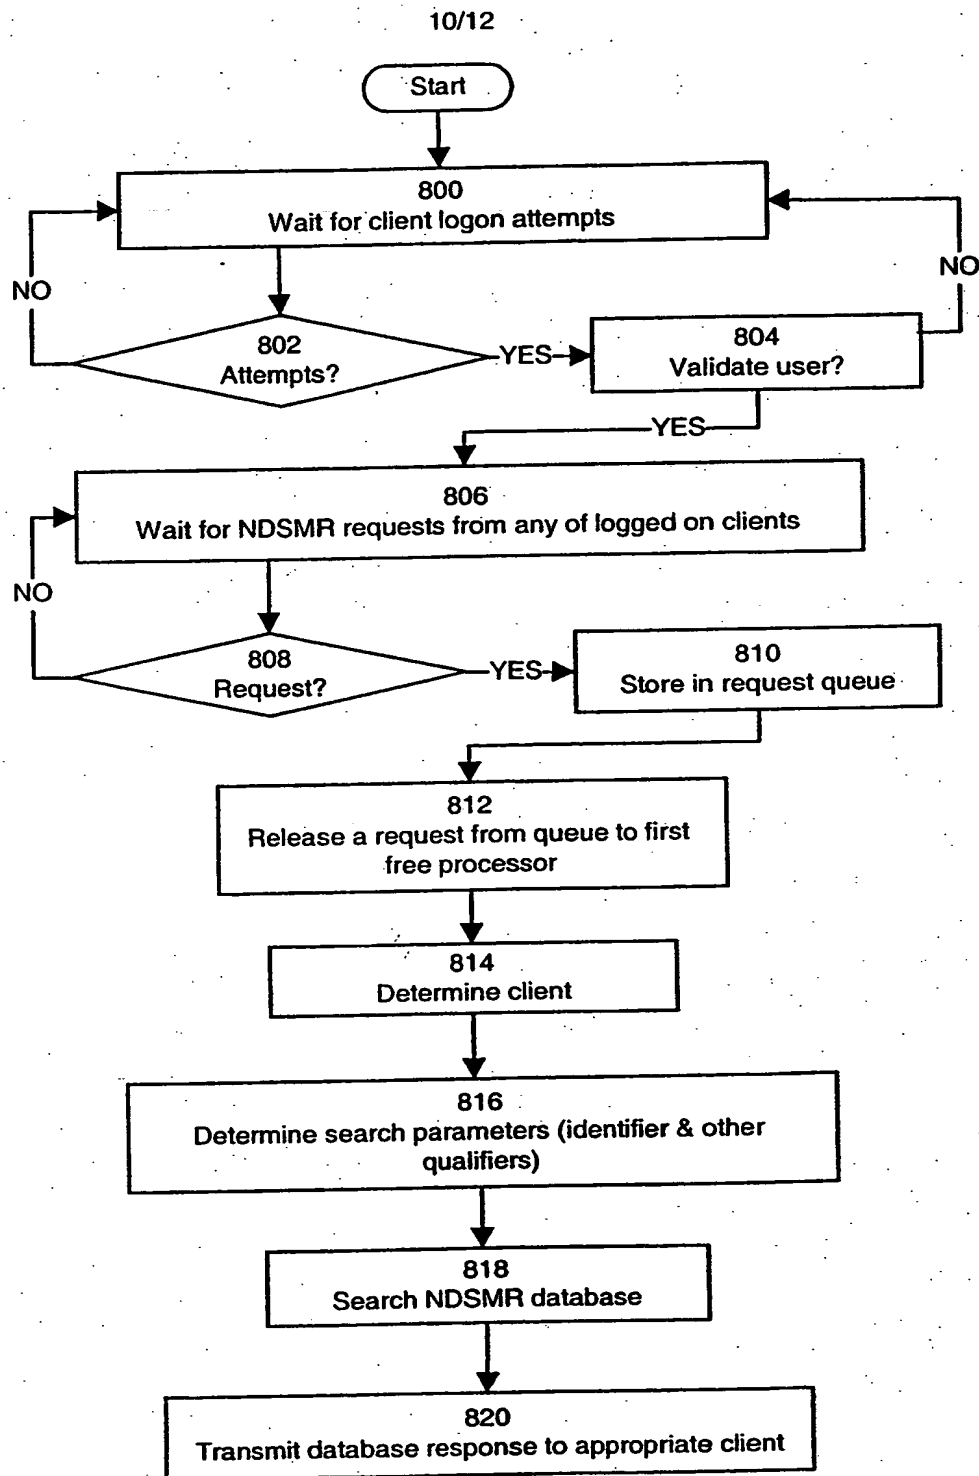 10/12
Start
800
Wait for client logon attempts
NO
NO
802
Attempts?
YES
804
Validate user?
YES
806
Wait for NDSMR requests from any of logged on clients
NO
808
Request?
YES
810
Store in request queue
812
Release a request from queue to first
free processor
814
Determine client
816
Determine search parameters (identifier & other
qualifiers)
818
Search NDSMR database
820
Transmit database response to appropriate client